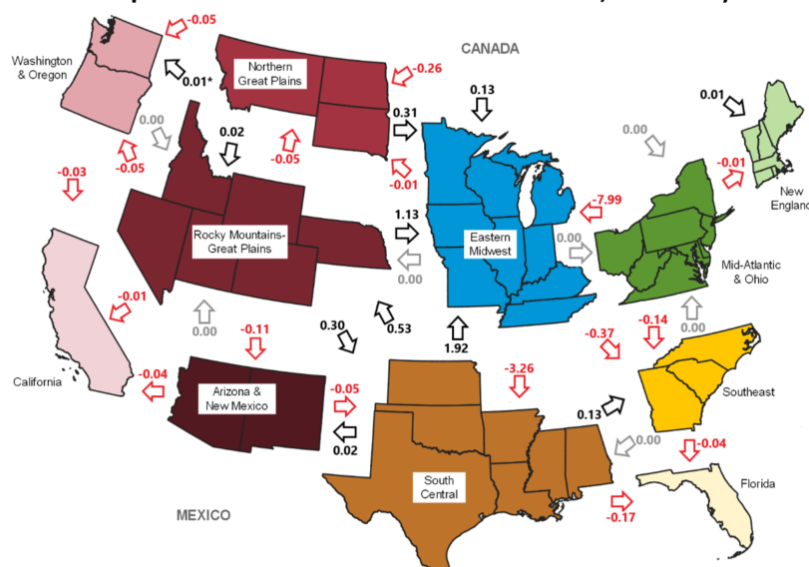 -0.05
CANADA
Washington
& Oregon
Northern
Great Plains
-0.26
0.01*
0.13
0.01
0.31
0.00
0.02
0.00
-0.05
-0.05
-0.01
-0.01
-0.03
New
England
-7.99
1.13
Rocky Mountains-
Great Plains
Eastern
Midwest
0.00
0.00
Mid-Atlantic
& Ohio
-0.01
0.00
0.30
0.53
-0.11
1.92
-0.37
-0.14
0.00
California
-0.04
Arizona &
New Mexico
-0.05
-3.26
0.13
Southeast
0.02
0.00
-0.04
South
Central
Florida
-0.17
MEXICO